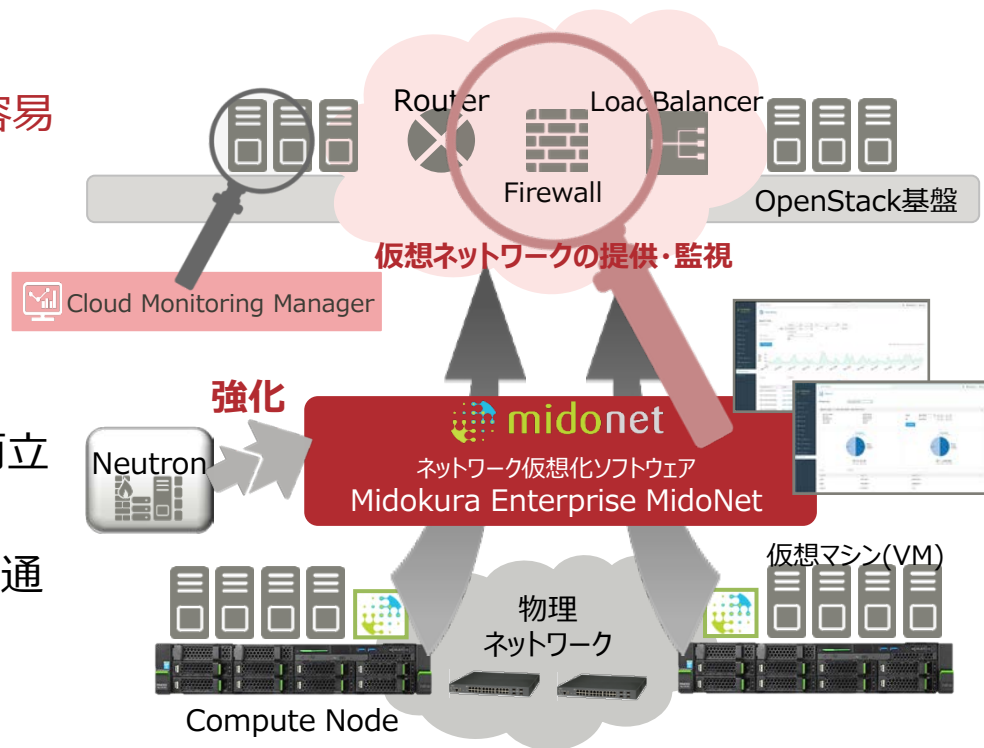 容易
Router
LoadBalancer
Firewall
OpenStack基盤
仮想ネットワークの提供・監視
Cloud Monitoring Manager
強化
midonet
両立
Neutron
ネットワーク仮想化ソフトウェア
Midokura Enterprise MidoNet
仮想マシン(VM)
通
物理
ネットワーク
Compute Node